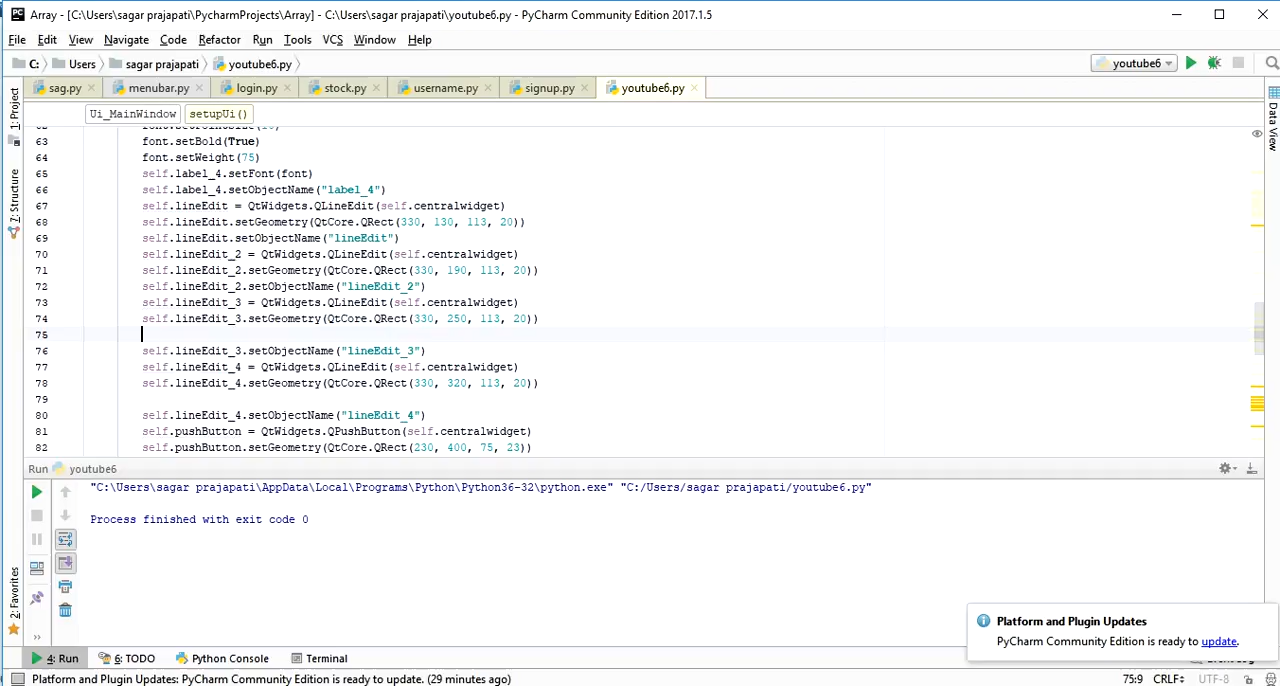 Array - [C:\Users\sagar prajapati\PycharmProjects\Array] - C:\Users\sagar prajapati\youtube6.py - PyCharm Community Edition 2017.1.5
File Edit View Navigate Code Refactor Run Tools VCS Window Help
C: Users sagar prajapati youtube6.py youtube6
sag.py menubar.py login.py stock.py username.py signup.py youtube6.py
1: Project
7: Structure
2: Favorites
Data View
Ui_MainWindow setupUi()
63 font.setBold(True)
64 font.setWeight(75)
65 self.label_4.setFont(font)
66 self.label_4.setObjectName("label_4")
67 self.lineEdit = QtWidgets.QLineEdit(self.centralwidget)
68 self.lineEdit.setGeometry(QtCore.QRect(330, 130, 113, 20))
69 self.lineEdit.setObjectName("lineEdit")
70 self.lineEdit_2 = QtWidgets.QLineEdit(self.centralwidget)
71 self.lineEdit_2.setGeometry(QtCore.QRect(330, 190, 113, 20))
72 self.lineEdit_2.setObjectName("lineEdit_2")
73 self.lineEdit_3 = QtWidgets.QLineEdit(self.centralwidget)
74 self.lineEdit_3.setGeometry(QtCore.QRect(330, 250, 113, 20))
75
76 self.lineEdit_3.setObjectName("lineEdit_3")
77 self.lineEdit_4 = QtWidgets.QLineEdit(self.centralwidget)
78 self.lineEdit_4.setGeometry(QtCore.QRect(330, 320, 113, 20))
79
80 self.lineEdit_4.setObjectName("lineEdit_4")
81 self.pushButton = QtWidgets.QPushButton(self.centralwidget)
82 self.pushButton.setGeometry(QtCore.QRect(230, 400, 75, 23))
Run youtube6
"C:\Users\sagar prajapati\AppData\Local\Programs\Python\Python36-32\python.exe" "C:/Users/sagar prajapati/youtube6.py"
Process finished with exit code 0
Platform and Plugin Updates
PyCharm Community Edition is ready to update.
4: Run 6: TODO Python Console Terminal
Platform and Plugin Updates: PyCharm Community Edition is ready to update. (29 minutes ago) 75:9 CRLF÷ UTF-8